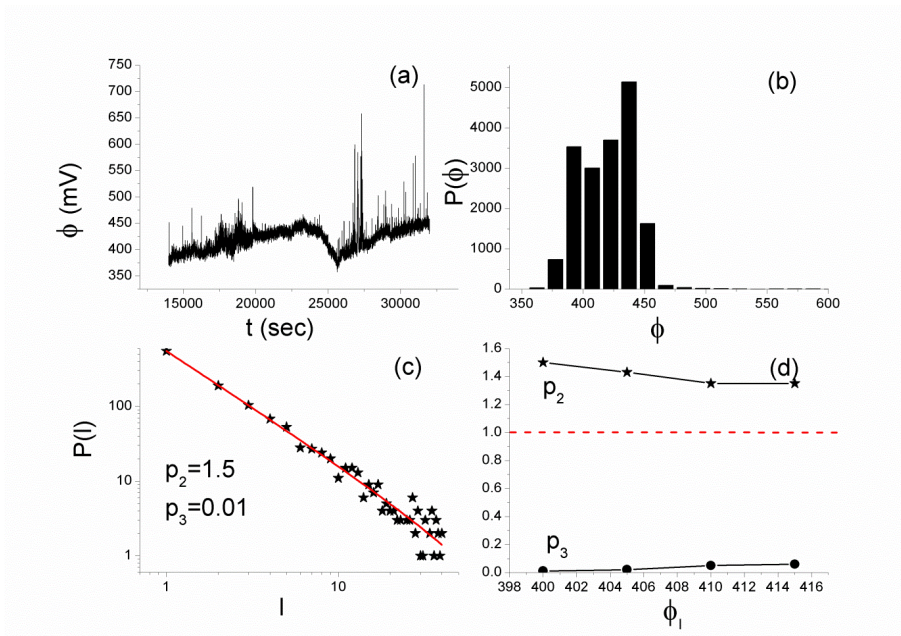 (a)
750
700
650
600
550
500
450
400
350
15000 20000 25000 30000
ϕ (mV)
t (sec)
(b)
5000
4000
3000
2000
1000
0
350 400 450 500 550 600
P(ϕ)
ϕ
(c)
100
10
1
1 10
P(l)
l
p2=1.5
p3=0.01
(d)
1.6
1.4
1.2
1.0
0.8
0.6
0.4
0.2
0.0
398 400 402 404 406 408 410 412 414 416
p2
p3
ϕl